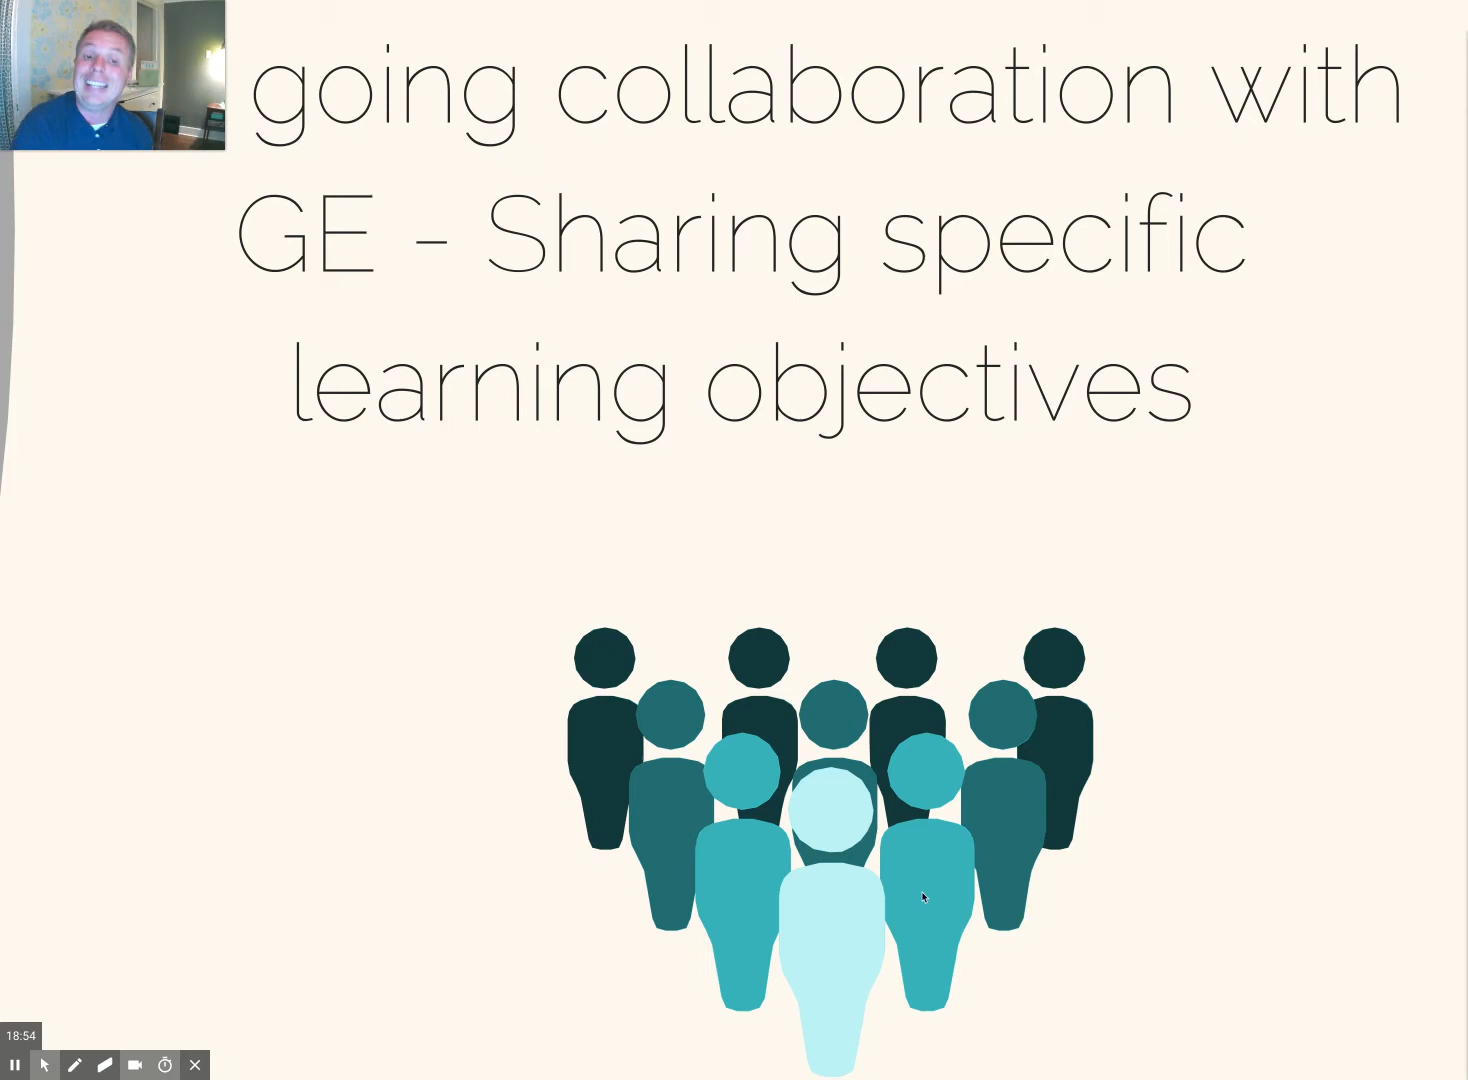 going collaboration with
GE - Sharing specific
learning objectives
18:54